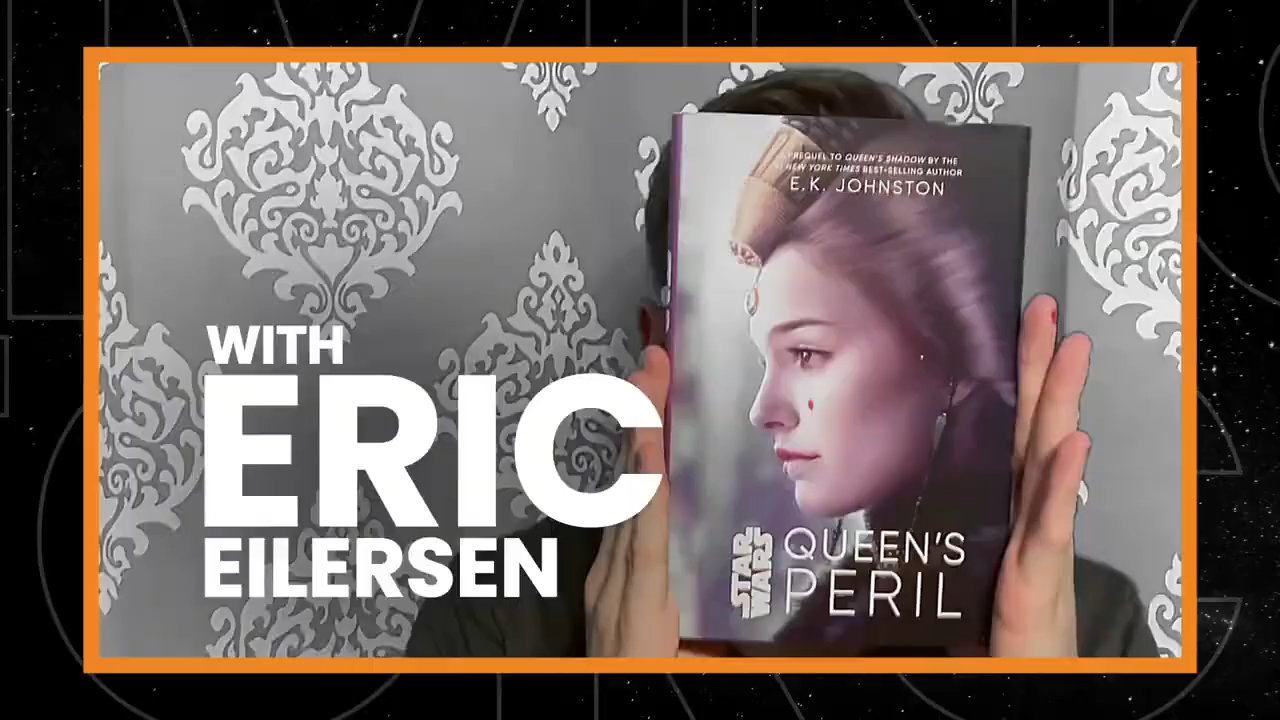 WITH
ERIC
EILERSEN
PREQUEL TO QUEEN'S SHADOW BY THE
NEW YORK TIMES BEST-SELLING AUTHOR
E.K. JOHNSTON
STAR
WARS
QUEEN'S
PERIL